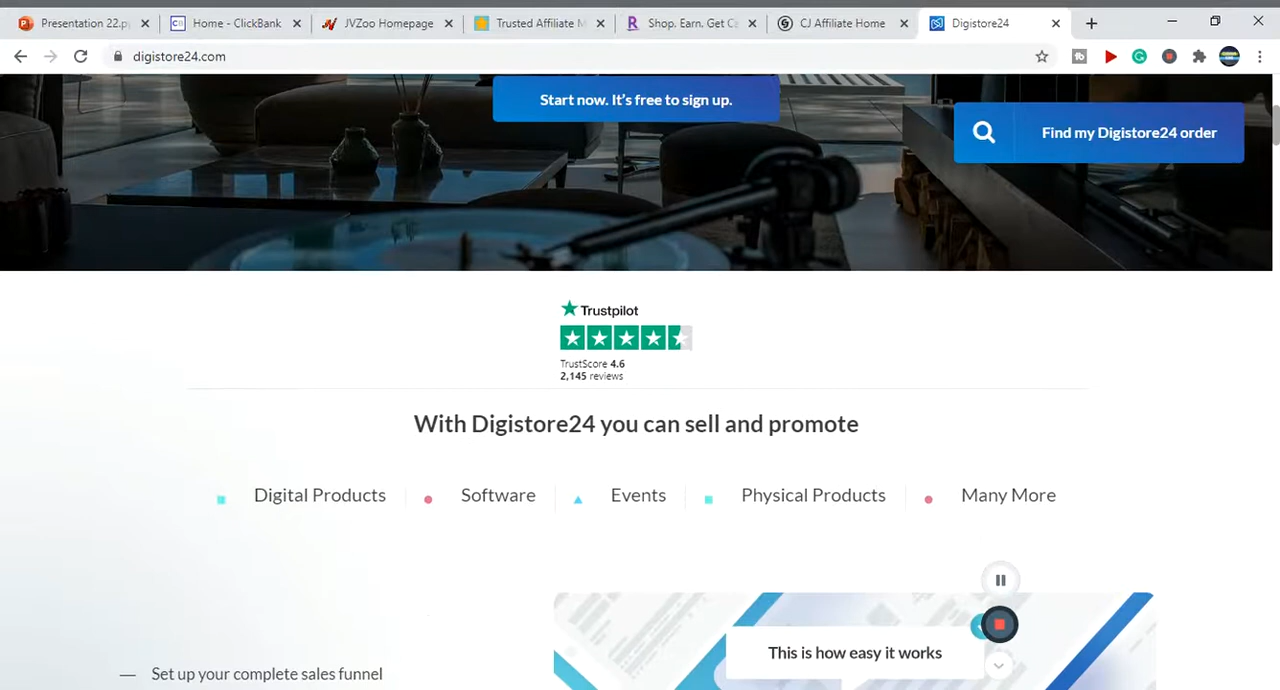 Presentation 22.p
Home - ClickBank
JVZoo Homepage
Trusted Affiliate M
Shop. Earn. Get Ca
CJ Affiliate Home
Digistore24
digistore24.com
Start now. It's free to sign up.
Find my Digistore24 order
Trustpilot
TrustScore 4.6
2,145 reviews
With Digistore24 you can sell and promote
Digital Products
Software
Events
Physical Products
Many More
This is how easy it works
Set up your complete sales funnel